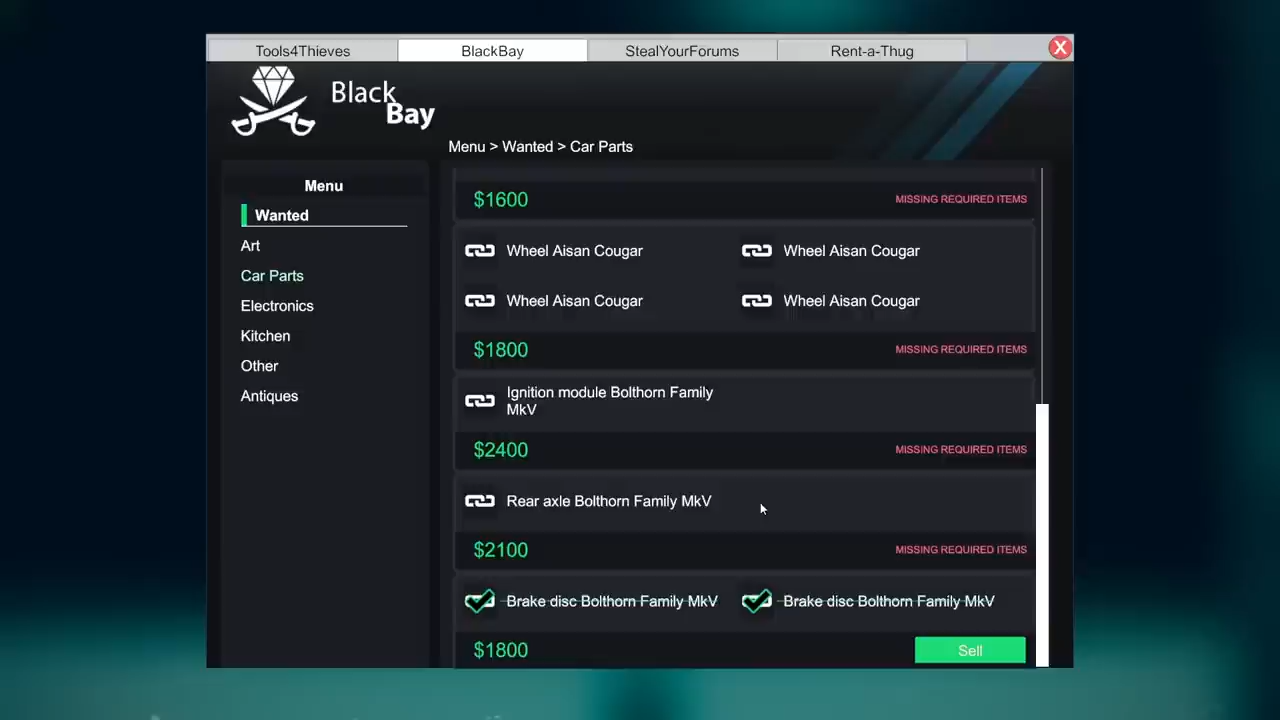 Tools4Thieves BlackBay StealYourForums Rent-a-Thug X
Black
Bay
Menu > Wanted > Car Parts
Menu
Wanted
Art
Car Parts
Electronics
Kitchen
Other
Antiques
$1600 MISSING REQUIRED ITEMS
Wheel Aisan Cougar Wheel Aisan Cougar
Wheel Aisan Cougar Wheel Aisan Cougar
$1800 MISSING REQUIRED ITEMS
Ignition module Bolthorn Family
MkV
$2400 MISSING REQUIRED ITEMS
Rear axle Bolthorn Family MkV
$2100 MISSING REQUIRED ITEMS
Brake disc Bolthorn Family MkV Brake disc Bolthorn Family MkV
$1800 Sell